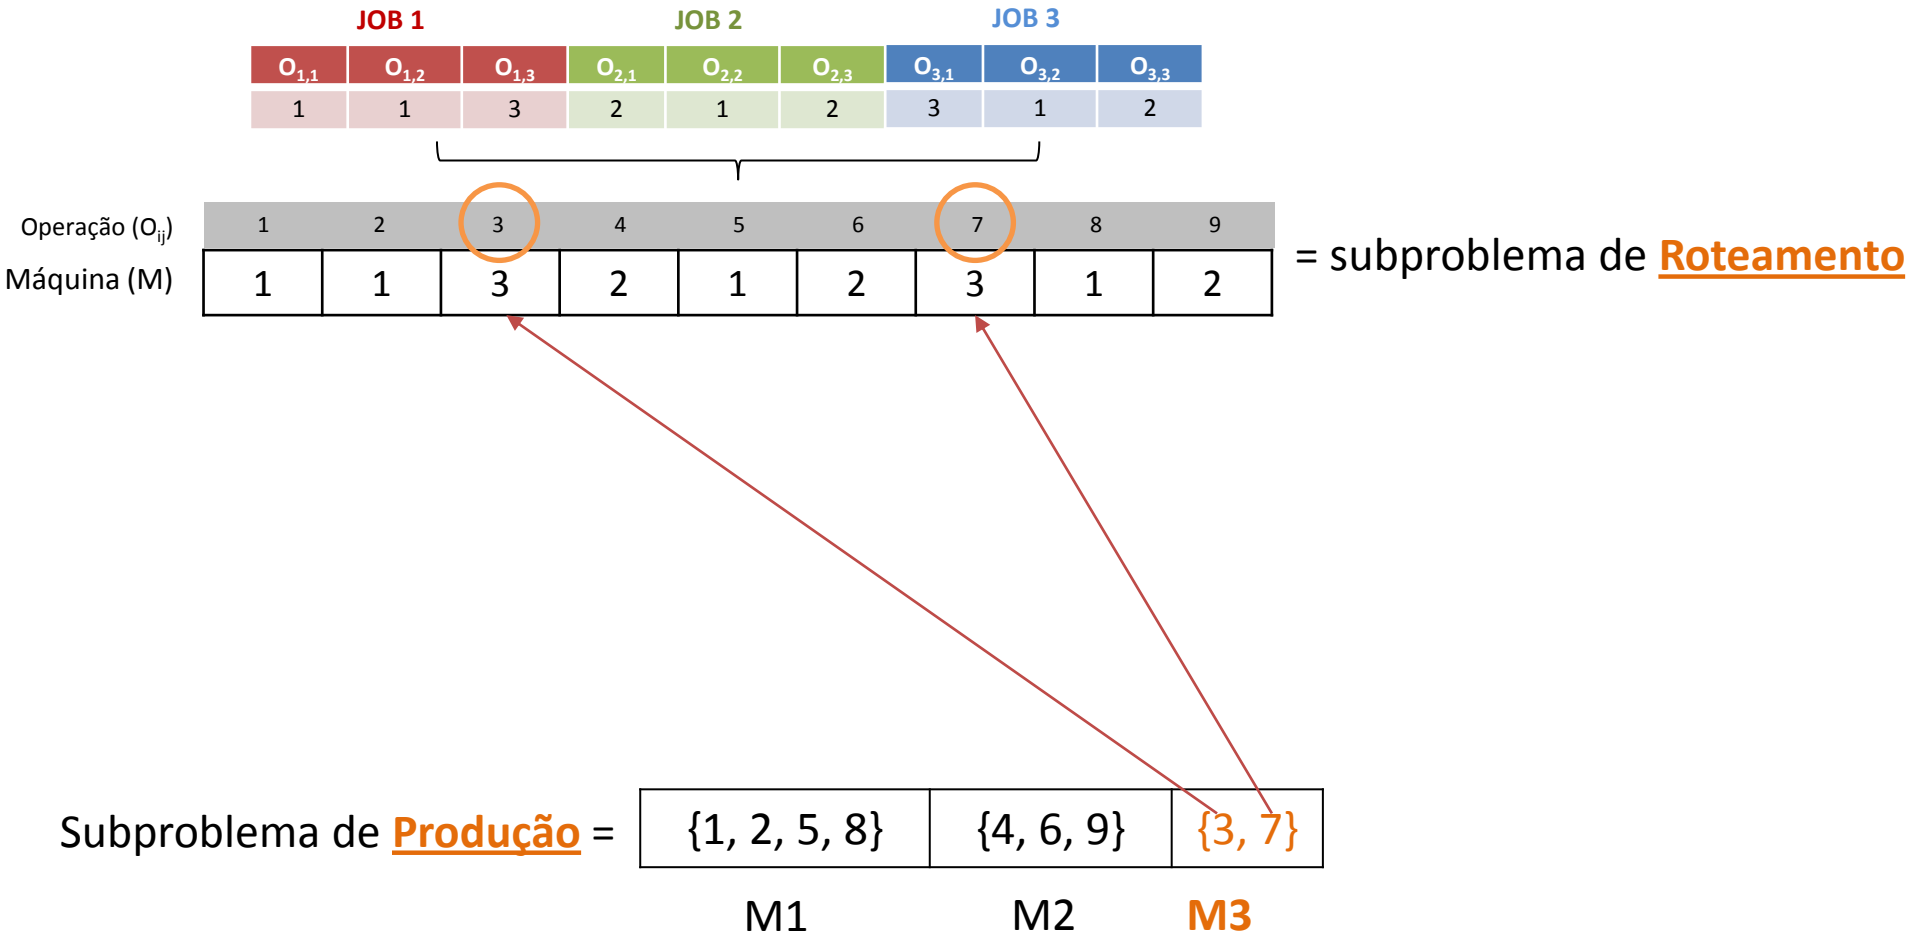 JOB 1 JOB 2 JOB 3
O1,1 O1,2 O1,3 O2,1 O2,2 O2,3 O3,1 O3,2 O3,3
1 1 3 2 1 2 3 1 2
Operação (Oij) 1 2 3 4 5 6 7 8 9
Máquina (M) 1 1 3 2 1 2 3 1 2
= subproblema de Roteamento
Subproblema de Produção = {1, 2, 5, 8} {4, 6, 9} {3, 7}
M1 M2 M3